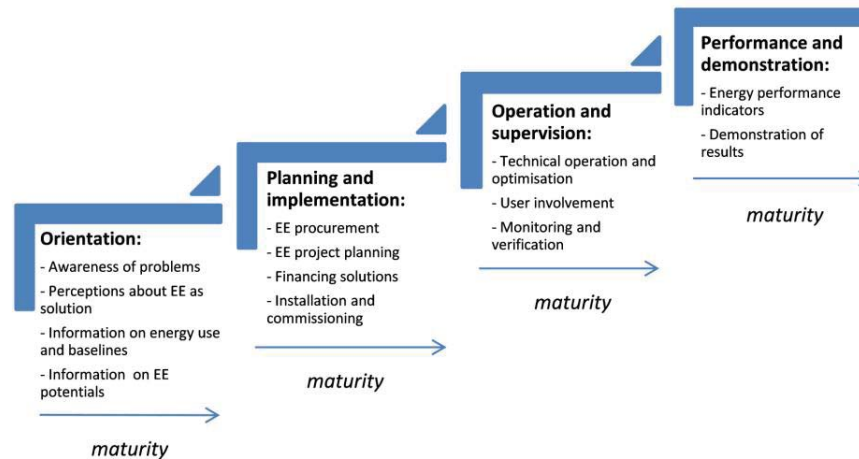 Orientation:
- Awareness of problems
- Perceptions about EE as
solution
- Information on energy use
and baselines
- Information  on EE
potentials
maturity
Planning and
implementation:
- EE procurement
- EE project planning
- Financing solutions
- Installation and
commissioning
maturity
Operation and
supervision:
- Technical operation and
optimisation
- User involvement
- Monitoring and
verification
maturity
Performance and
demonstration:
- Energy performance
indicators
- Demonstration of
results
maturity